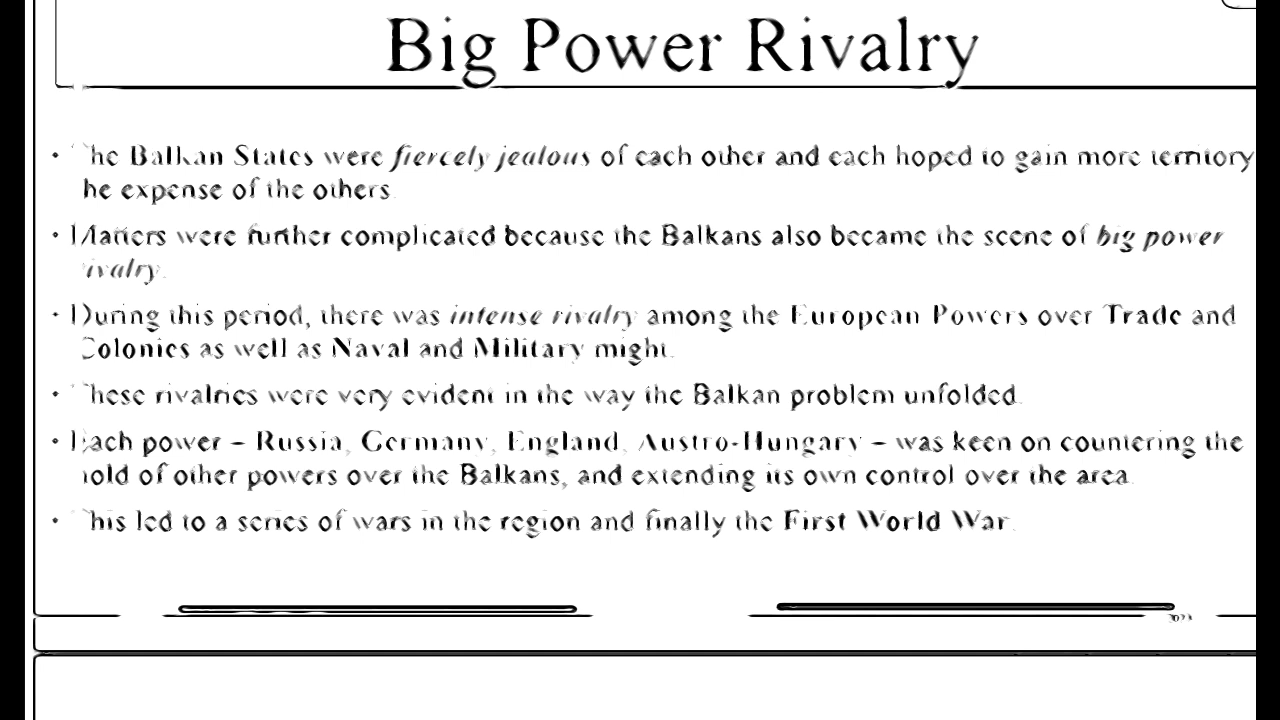 Big Power Rivalry
• The Balkan States were fiercely jealous of each other and each hoped to gain more territory
the expense of the others.
• Matters were further complicated because the Balkans also became the scene of big power
rivalry.
• During this period, there was intense rivalry among the European Powers over Trade and
Colonies as well as Naval and Military might.
• These rivalries were very evident in the way the Balkan problem unfolded.
• Each power – Russia, Germany, England, Austro-Hungary – was keen on countering the
hold of other powers over the Balkans, and extending its own control over the area.
• This led to a series of wars in the region and finally the First World War.